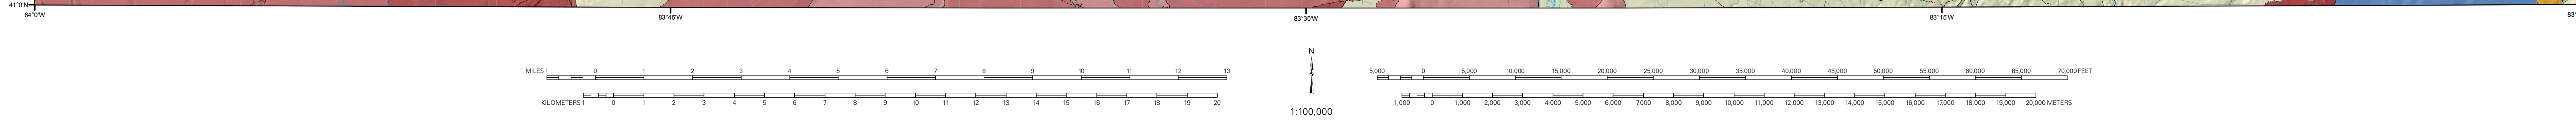 41°0'N
84°0'W 83°45'W 83°30'W 83°15'W
N
MILES 1 0 1 2 3 4 5 6 7 8 9 10 11 12 13
5,000 0 5,000 10,000 15,000 20,000 25,000 30,000 35,000 40,000 45,000 50,000 55,000 60,000 65,000 70,000 FEET
KILOMETERS 1 0 1 2 3 4 5 6 7 8 9 10 11 12 13 14 15 16 17 18 19 20
1,000 0 1,000 2,000 3,000 4,000 5,000 6,000 7,000 8,000 9,000 10,000 11,000 12,000 13,000 14,000 15,000 16,000 17,000 18,000 19,000 20,000 METERS
1:100,000